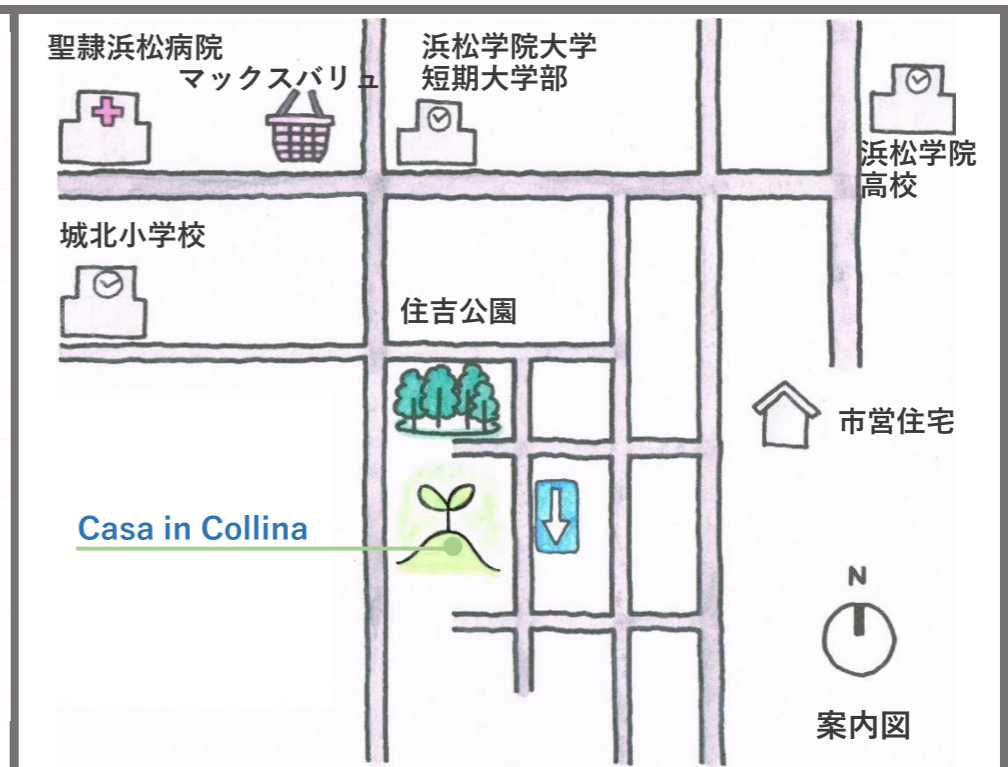 聖隷浜松病院
マックスバリュ
浜松学院大学
短期大学部
浜松学院
高校
城北小学校
住吉公園
市営住宅
Casa in Collina
N
案内図